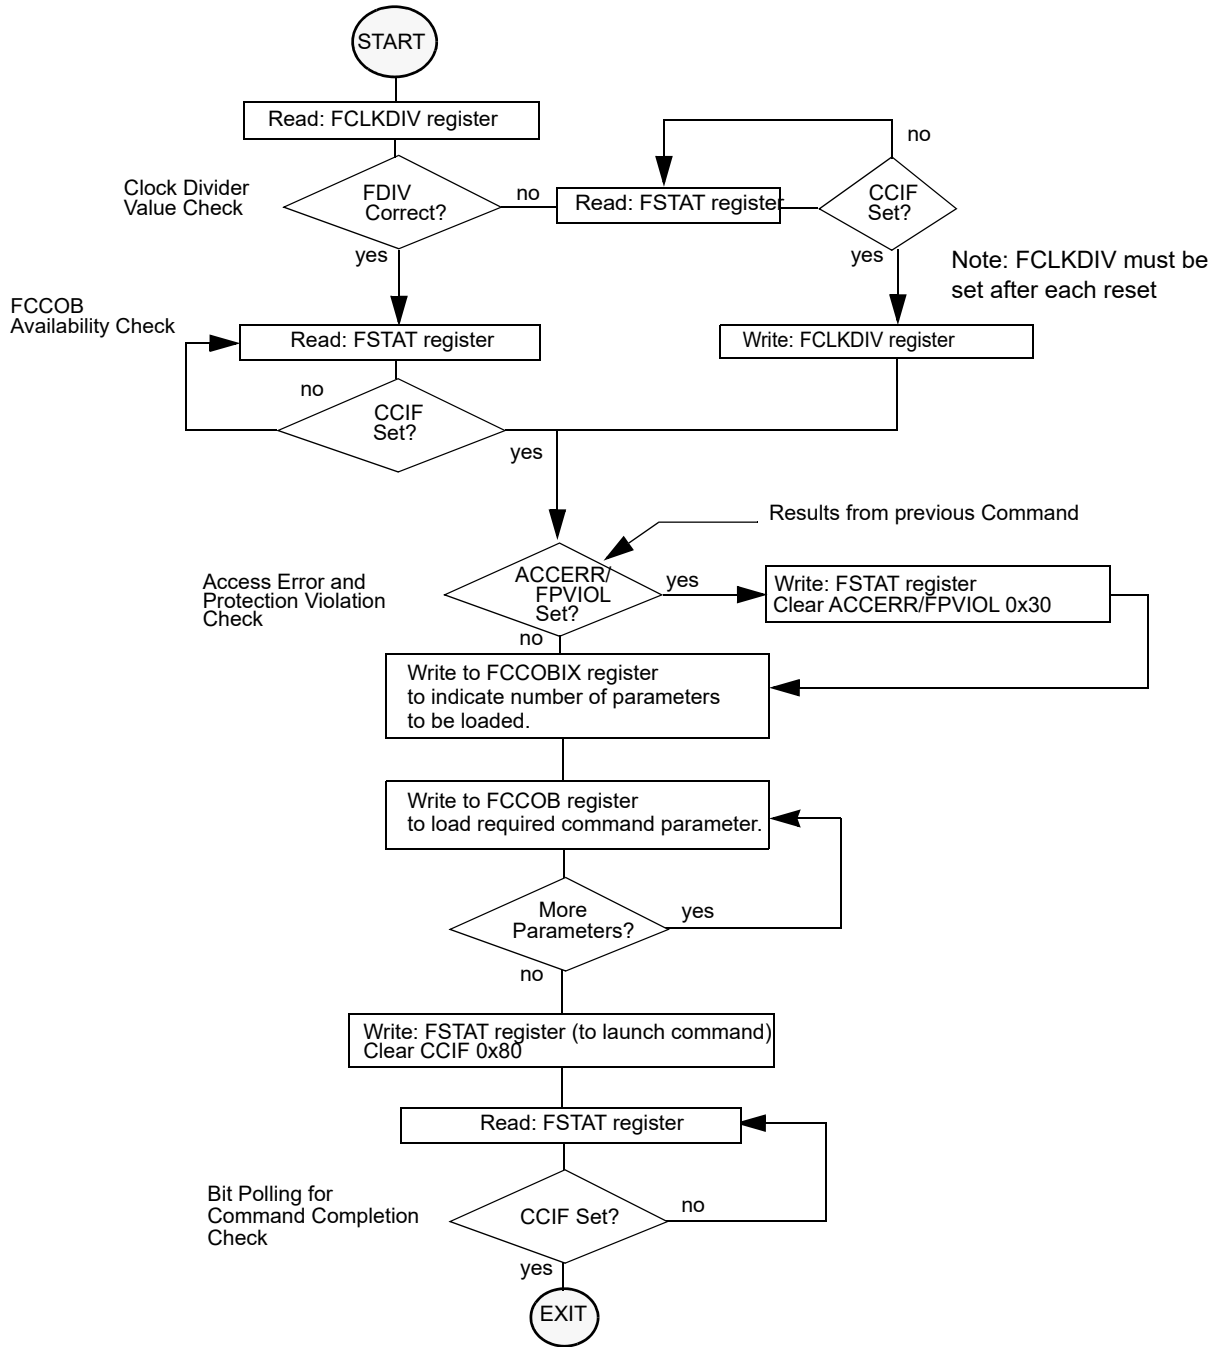 START
Read: FCLKDIV register
no
Clock Divider
Value Check
FDIV
Correct?
no
Read: FSTAT register
CCIF
Set?
yes
yes
Note: FCLKDIV must be
set after each reset
FCCOB
Availability Check
Read: FSTAT register
Write: FCLKDIV register
no
CCIF
Set?
yes
Results from previous Command
Access Error and
Protection Violation
Check
ACCERR/
FPVIOL
Set?
yes
Write: FSTAT register
Clear ACCERR/FPVIOL 0x30
no
Write to FCCOBIX register
to indicate number of parameters
to be loaded.
Write to FCCOB register
to load required command parameter.
More
Parameters?
yes
no
Write: FSTAT register (to launch command)
Clear CCIF 0x80
Read: FSTAT register
Bit Polling for
Command Completion
Check
CCIF Set?
no
yes
EXIT